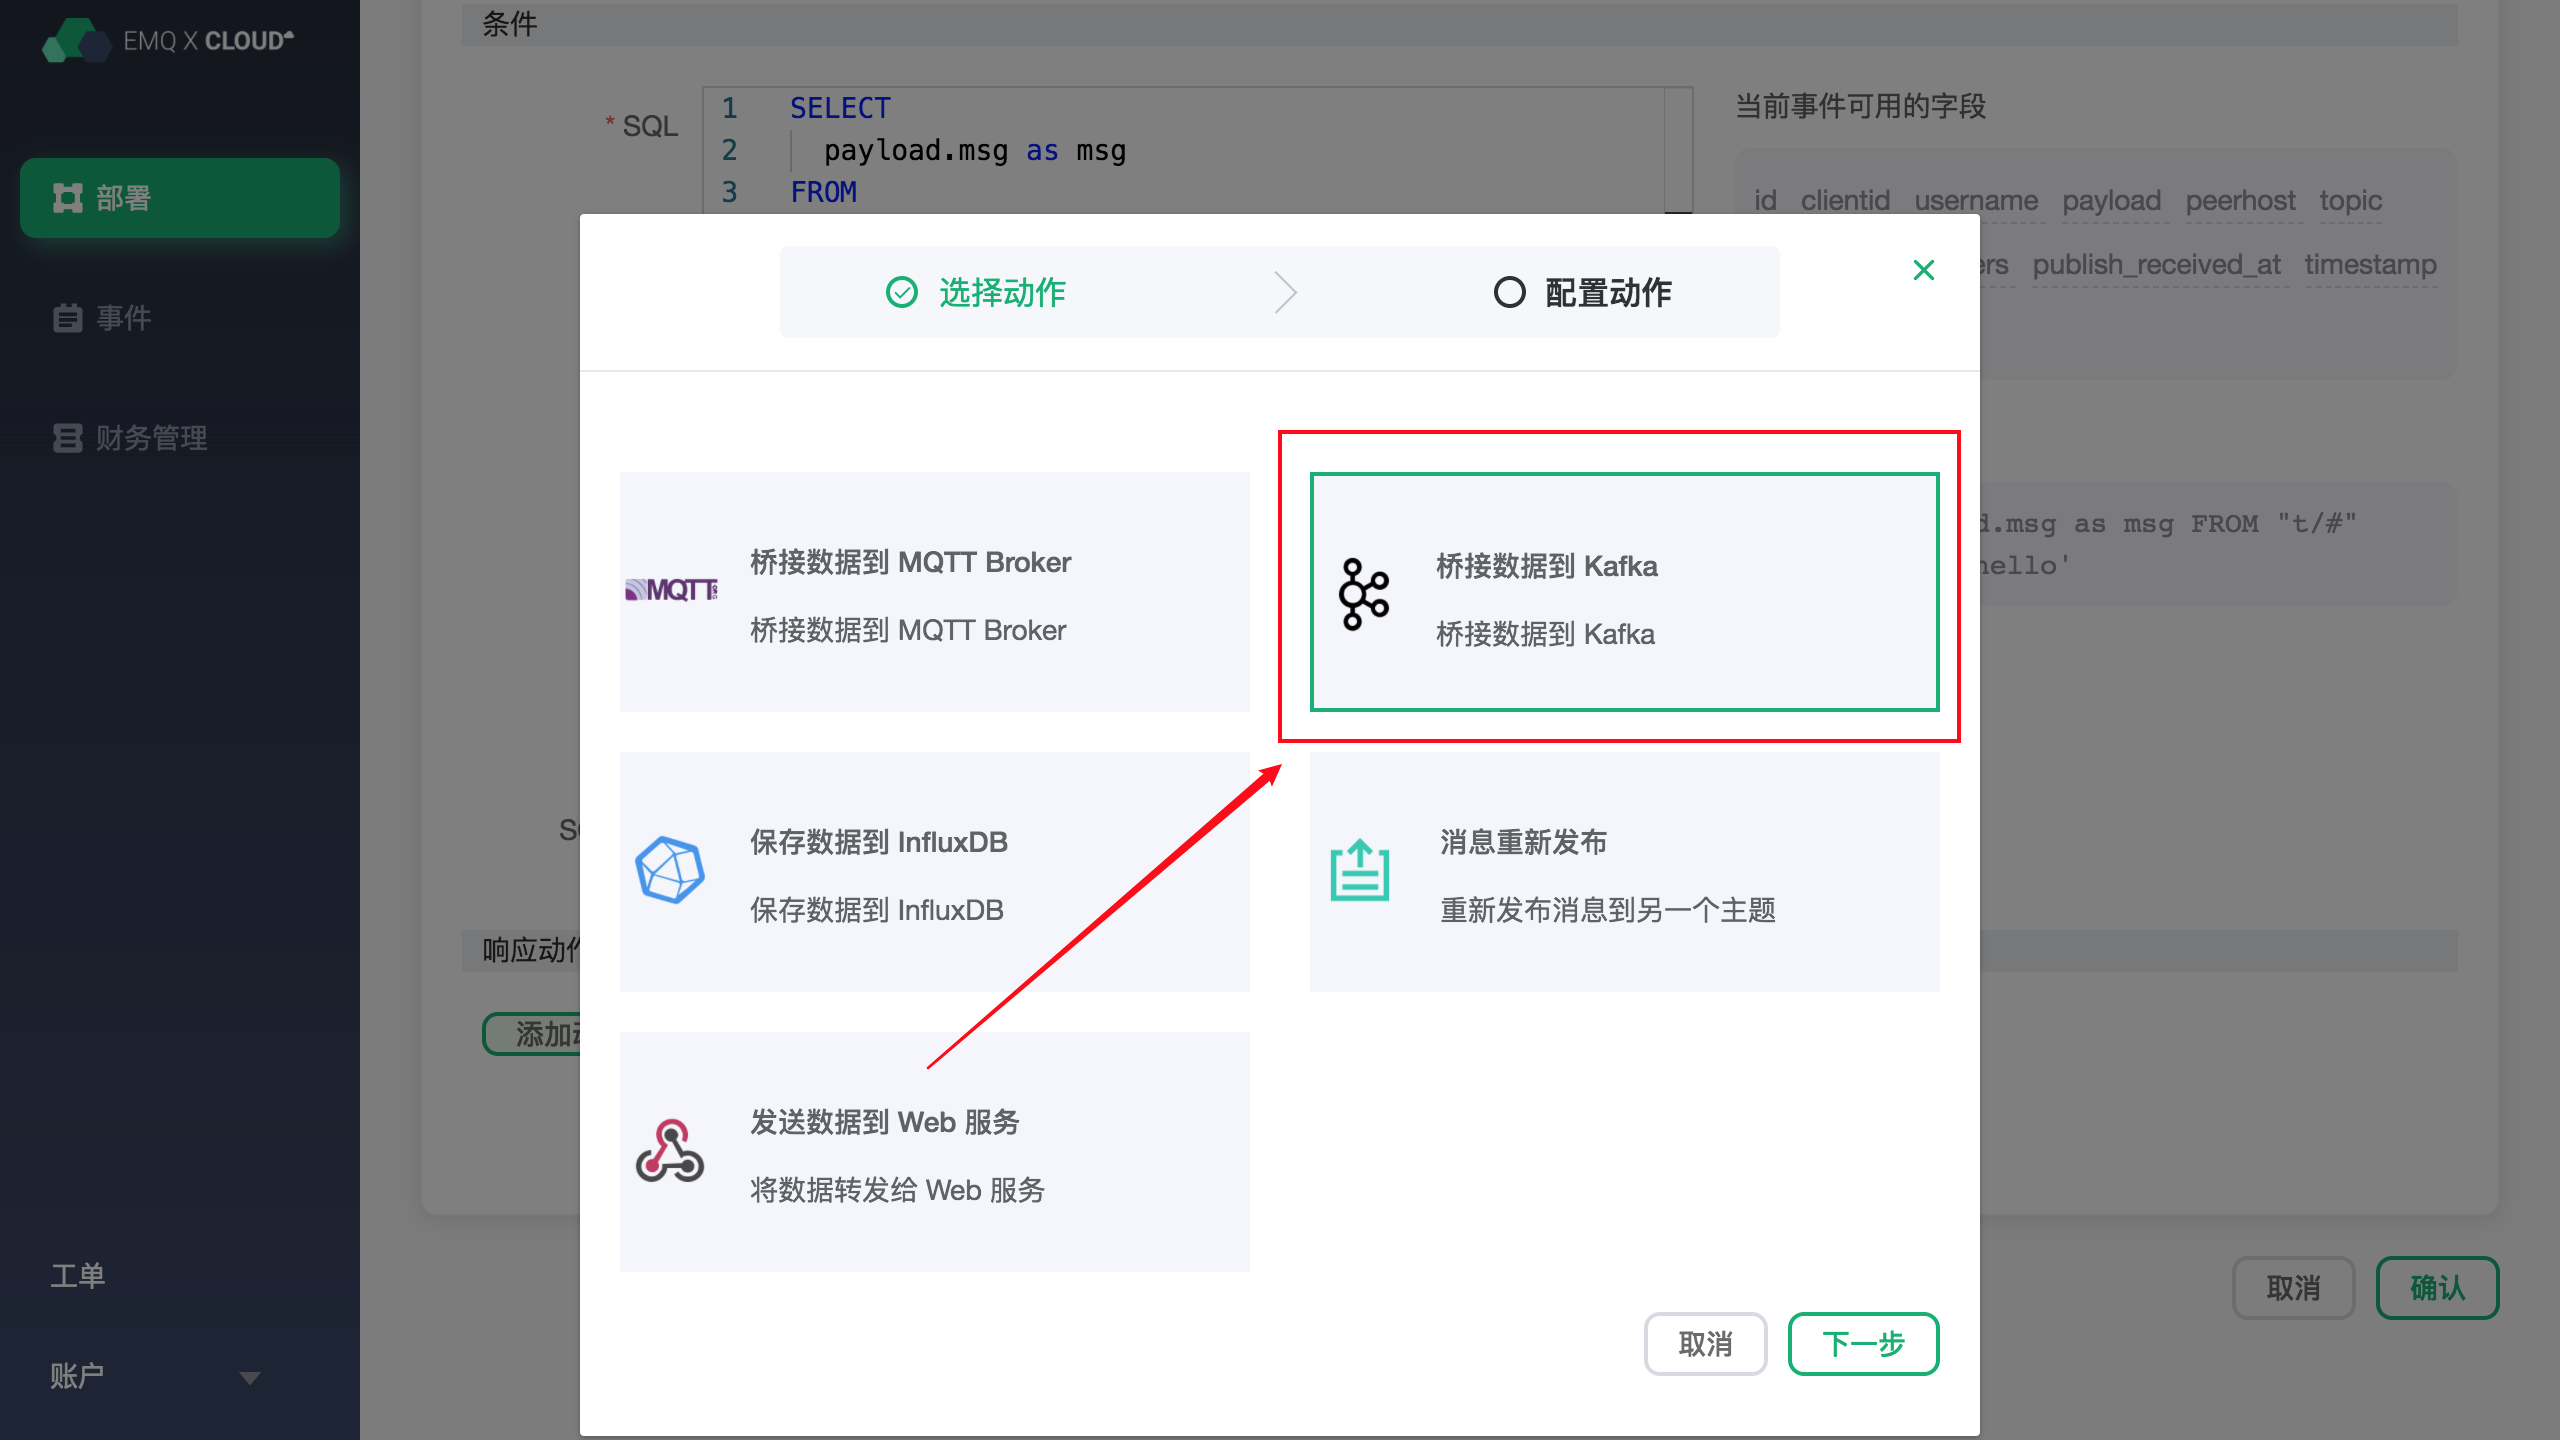 EMQ X CLOUD
部署
事件
财务管理
工单
账户
条件
* SQL
1 SELECT
2 payload.msg as msg
3 FROM
当前事件可用的字段
id clientid username payload peerhost topic
ers publish_received_at timestamp
d.msg as msg FROM "t/#"
hello'
响应动作
添加
选择动作
配置动作
MQTT
桥接数据到 MQTT Broker
桥接数据到 MQTT Broker
桥接数据到 Kafka
桥接数据到 Kafka
保存数据到 InfluxDB
保存数据到 InfluxDB
消息重新发布
重新发布消息到另一个主题
发送数据到 Web 服务
将数据转发给 Web 服务
取消
下一步
取消
确认